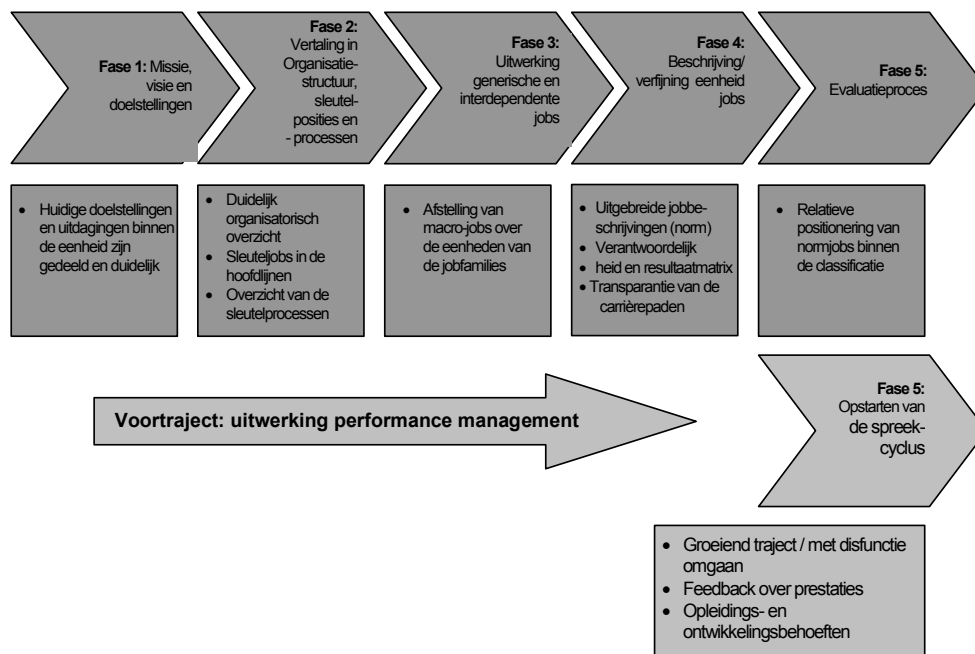 Fase 1: Missie,
visie en
doelstellingen
Fase 2:
Vertaling in
Organisatie-
structuur,
sleutel-
posities en
- processen
Fase 3:
Uitwerking
generische en
interdependente
jobs
Fase 4:
Beschrijving/
verfijning eenheid
jobs
Fase 5:
Evaluatieproces
• Huidige doelstellingen
en uitdagingen binnen
de eenheid zijn
gedeeld en duidelijk
• Duidelijk
organisatorisch
overzicht
• Sleuteljobs in de
hoofdlijnen
• Overzicht van de
sleutelprocessen
• Afstelling van
macro-jobs over
de eenheden van
de jobfamilies
• Uitgebreide jobbe-
schrijvingen (norm)
• Verantwoordelijk
• heid en resultaatmatrix
• Transparantie van de
carrièrepaden
• Relatieve
positionering van
normjobs binnen
de classificatie
Voortraject: uitwerking performance management
Fase 5:
Opstarten van
de spreek-
cyclus
• Groeiend traject / met disfunctie
omgaan
• Feedback over prestaties
• Opleidings- en
ontwikkelingsbehoeften